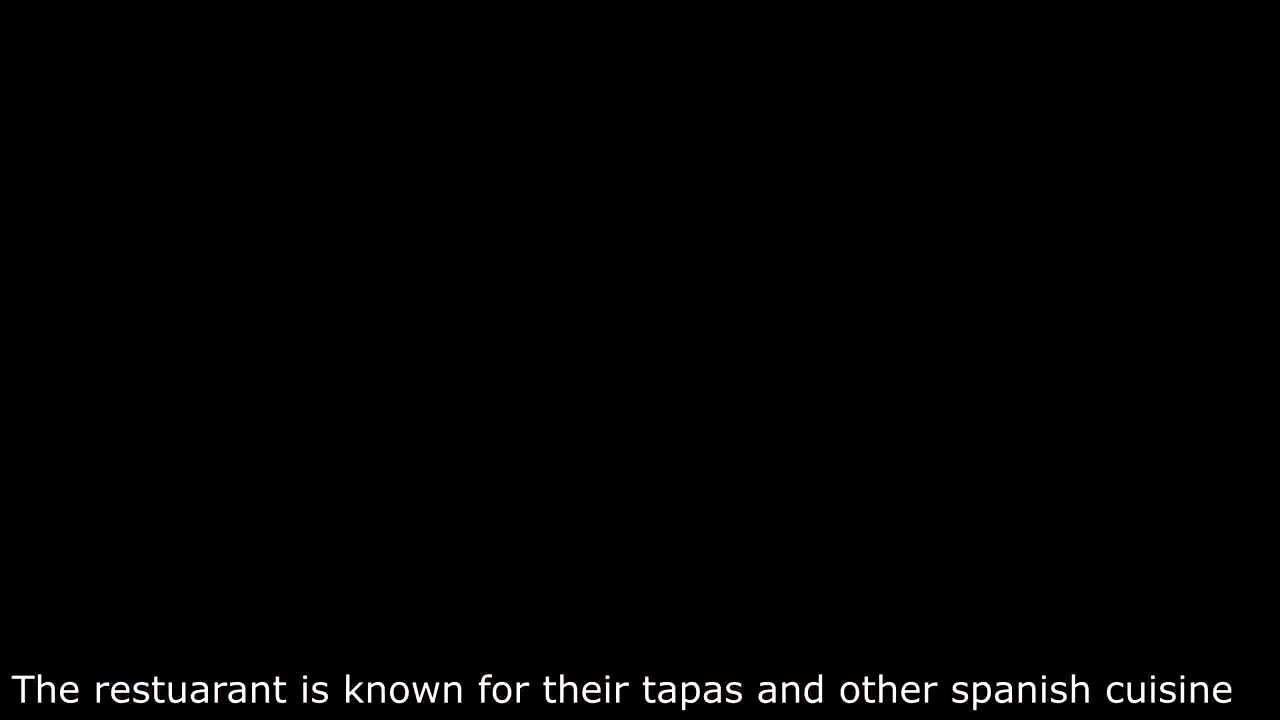 The restuarant is known for their tapas and other spanish cuisine